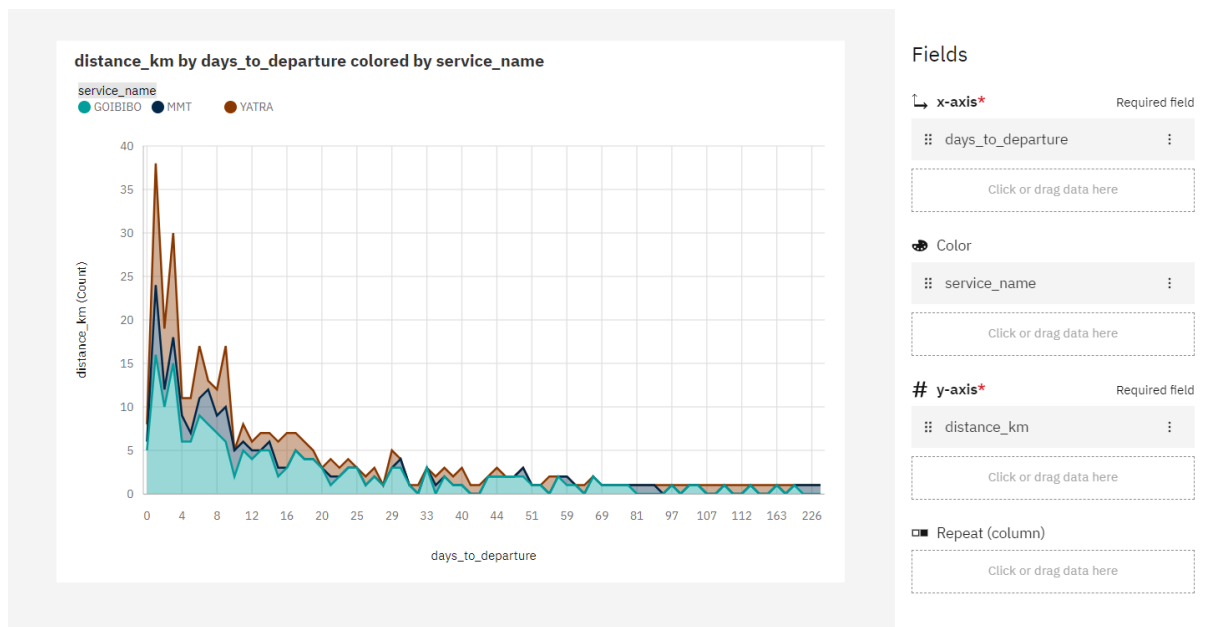 distance_km by days_to_departure colored by service_name
service_name
GOIBIBO MMT YATRA
40
35
30
25
20
15
10
5
0
distance_km (Count)
0 4 8 12 16 20 25 29 33 40 44 51 59 69 81 97 107 112 163 226
days_to_departure
Fields
x-axis* Required field
days_to_departure
Click or drag data here
Color
service_name
Click or drag data here
# y-axis* Required field
distance_km
Click or drag data here
Repeat (column)
Click or drag data here